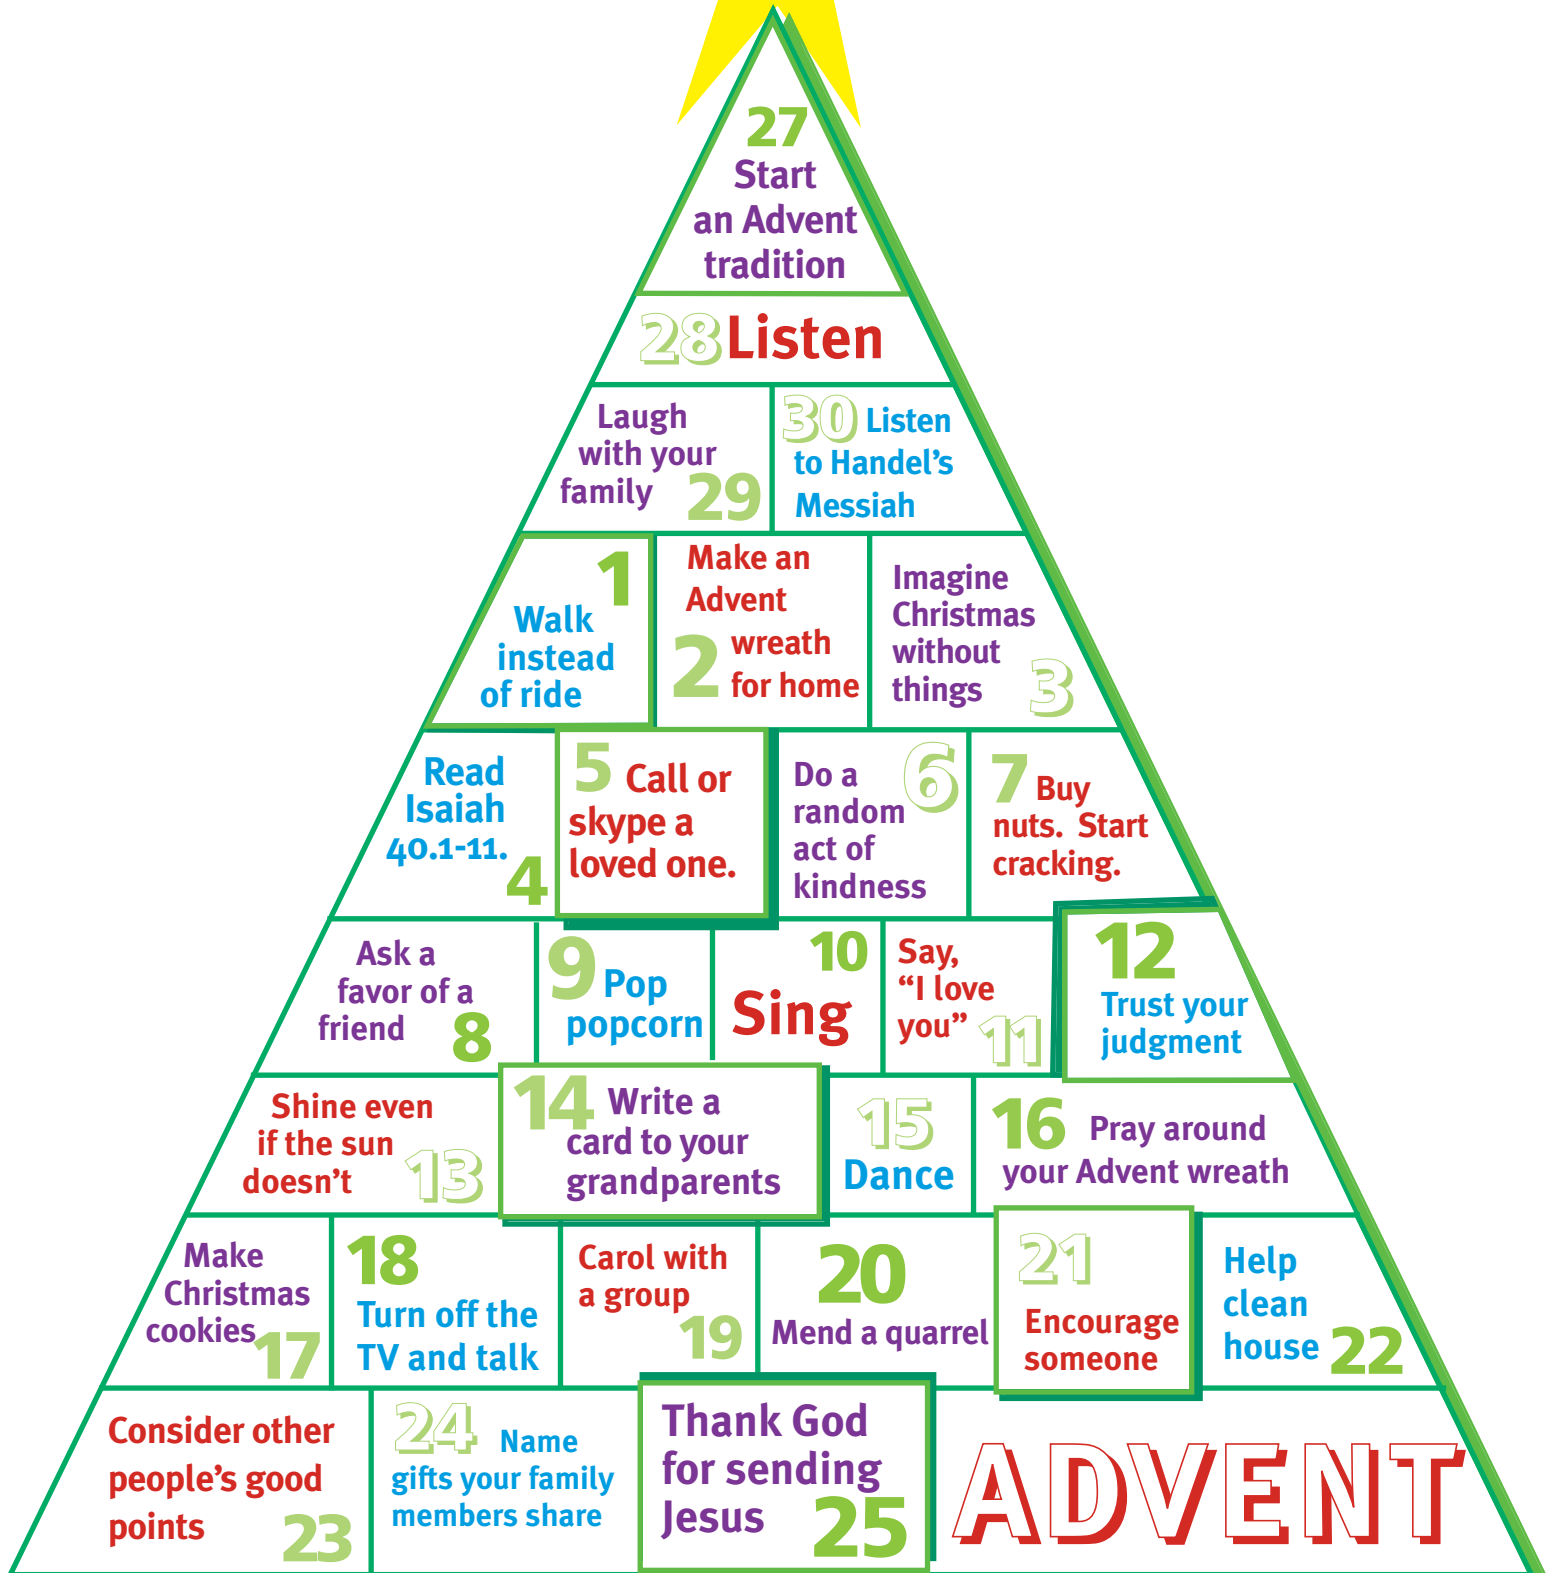 27
Start
an Advent
tradition
28 Listen
Laugh
with your
family 29
30 Listen
to Handel's
Messiah
1
Walk
instead
of ride
Make an
Advent
2 wreath
for home
Imagine
Christmas
without
things 3
Read
Isaiah
40.1-11.
4
5 Call or
skype a
loved one.
Do a 6
random
act of
kindness
7 Buy
nuts. Start
cracking.
Ask a
favor of a
friend 8
9 Pop
popcorn
10
Sing
Say,
“I love
you” 11
12
Trust your
judgment
Shine even
if the sun
doesn't 13
14 Write a
card to your
grandparents
15
Dance
16 Pray around
your Advent wreath
Make
Christmas
cookies 17
18
Turn off the
TV and talk
Carol with
a group
19
20
Mend a quarrel
21
Encourage
someone
Help
clean
house 22
Consider other
people's good
points 23
24 Name
gifts your family
members share
Thank God
for sending
Jesus 25
ADVENT